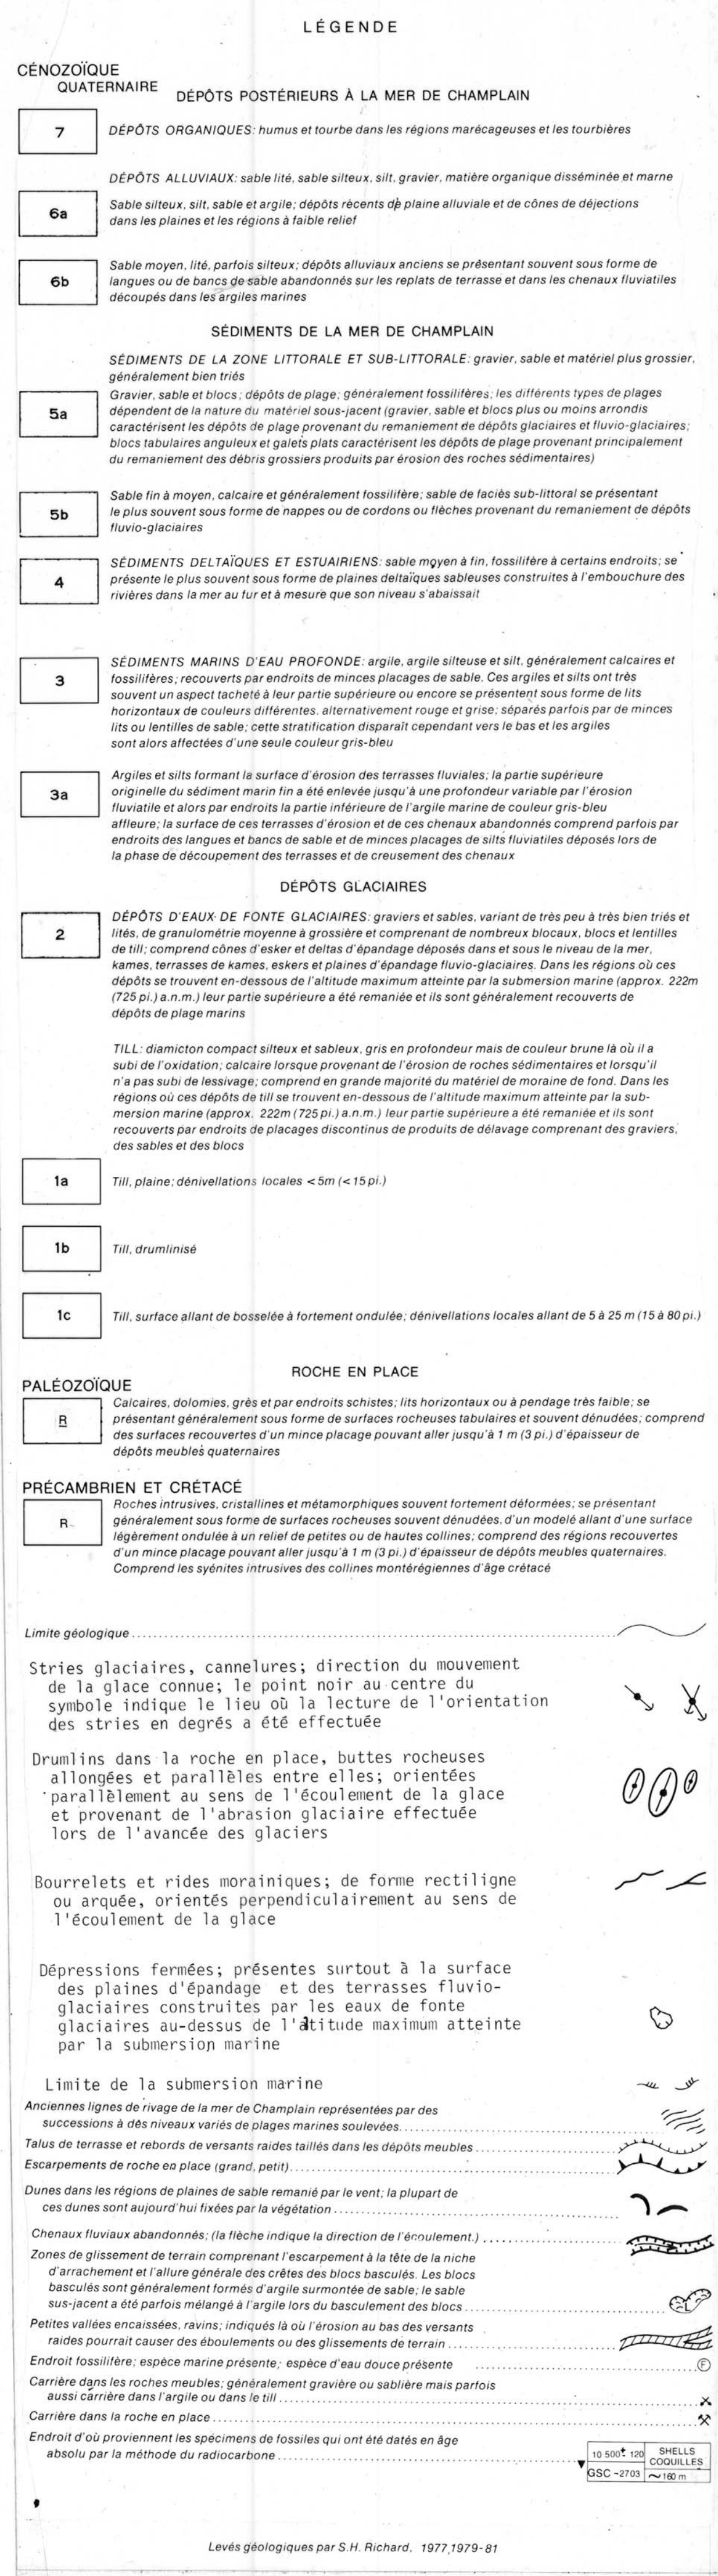 LÉGENDE
CÉNOZOÏQUE
QUATERNAIRE
DÉPÔTS POSTÉRIEURS À LA MER DE CHAMPLAIN
7
DÉPÔTS ORGANIQUES: humus et tourbe dans les régions marécageuses et les tourbières
DÉPÔTS ALLUVIAUX: sable lité, sable silteux, silt, gravier, matière organique disséminée et marne
6a
Sable silteux, silt, sable et argile; dépôts récents de plaine alluviale et de cônes de déjections
dans les plaines et les régions à faible relief
6b
Sable moyen, lité, parfois silteux; dépôts alluviaux anciens se présentant souvent sous forme de
langues ou de bancs de sable abandonnés sur les replats de terrasse et dans les chenaux fluviatiles
découpés dans les argiles marines
SÉDIMENTS DE LA MER DE CHAMPLAIN
SÉDIMENTS DE LA ZONE LITTORALE ET SUB-LITTORALE: gravier, sable et matériel plus grossier,
généralement bien triés
5a
Gravier, sable et blocs; dépôts de plage; généralement fossilifères; les différents types de plages
dépendent de la nature du matériel sous-jacent (gravier, sable et blocs plus ou moins arrondis
caractérisent les dépôts de plage provenant du remaniement de dépôts glaciaires et fluvio-glaciaires;
blocs tabulaires anguleux et galets plats caractérisent les dépôts de plage provenant principalement
du remaniement des débris grossiers produits par érosion des roches sédimentaires)
5b
Sable fin à moyen, calcaire et généralement fossilifère; sable de faciès sub-littoral se présentant
le plus souvent sous forme de nappes ou de cordons ou flèches provenant du remaniement de dépôts
fluvio-glaciaires
4
SÉDIMENTS DELTAÏQUES ET ESTUAIRIENS: sable moyen à fin, fossilifère à certains endroits; se
présente le plus souvent sous forme de plaines deltaïques sableuses construites à l'embouchure des
rivières dans la mer au fur et à mesure que son niveau s'abaissait
3
SÉDIMENTS MARINS D'EAU PROFONDE: argile, argile silteuse et silt, généralement calcaires et
fossilifères; recouverts par endroits de minces placages de sable. Ces argiles et silts ont très
souvent un aspect tacheté à leur partie supérieure ou encore se présentent sous forme de lits
horizontaux de couleurs différentes, alternativement rouge et grise; séparés parfois par de minces
lits ou lentilles de sable; cette stratification disparaît cependant vers le bas et les argiles
sont alors affectées d'une seule couleur gris-bleu
3a
Argiles et silts formant la surface d'érosion des terrasses fluviales; la partie supérieure
originelle du sédiment marin fin a été enlevée jusqu'à une profondeur variable par l'érosion
fluviatile et alors par endroits la partie inférieure de l'argile marine de couleur gris-bleu
affleure; la surface de ces terrasses d'érosion et de ces chenaux abandonnés comprend parfois par
endroits des langues et bancs de sable et de minces placages de silts fluviatiles déposés lors de
la phase de découpement des terrasses et de creusement des chenaux
DÉPÔTS GLACIAIRES
2
DÉPÔTS D'EAUX DE FONTE GLACIAIRES: graviers et sables, variant de très peu à très bien triés et
lités, de granulométrie moyenne à grossière et comprenant de nombreux blocaux, blocs et lentilles
de till; comprend cônes d'esker et deltas d'épandage déposés dans et sous le niveau de la mer,
kames, terrasses de kames, eskers et plaines d'épandage fluvio-glaciaires. Dans les régions où ces
dépôts se trouvent en-dessous de l'altitude maximum atteinte par la submersion marine (approx. 222m
(725 pi.) a.n.m.) leur partie supérieure a été remaniée et ils sont généralement recouverts de
dépôts de plage marins
TILL: diamicton compact silteux et sableux, gris en profondeur mais de couleur brune là où il a
subi de l'oxidation; calcaire lorsque provenant de l'érosion de roches sédimentaires et lorsqu'il
n'a pas subi de lessivage; comprend en grande majorité du matériel de moraine de fond. Dans les
régions où ces dépôts de till se trouvent en-dessous de l'altitude maximum atteinte par la sub-
mersion marine (approx. 222m (725 pi.) a.n.m.) leur partie supérieure a été remaniée et ils sont
recouverts par endroits de placages discontinus de produits de délavage comprenant des graviers,
des sables et des blocs
1a
Till, plaine; dénivellations locales < 5m (< 15 pi.)
1b
Till, drumlinisé
1c
Till, surface allant de bosselée à fortement ondulée; dénivellations locales allant de 5 à 25 m (15 à 80 pi.)
ROCHE EN PLACE
PALÉOZOÏQUE
R
Calcaires, dolomies, grès et par endroits schistes; lits horizontaux ou à pendage très faible; se
présentant généralement sous forme de surfaces rocheuses tabulaires et souvent dénudées; comprend
des surfaces recouvertes d'un mince placage pouvant aller jusqu'à 1 m (3 pi.) d'épaisseur de
dépôts meubles quaternaires
PRÉCAMBRIEN ET CRÉTACÉ
R
Roches intrusives, cristallines et métamorphiques souvent fortement déformées; se présentant
généralement sous forme de surfaces rocheuses souvent dénudées, d'un modelé allant d'une surface
légèrement ondulée à un relief de petites ou de hautes collines; comprend des régions recouvertes
d'un mince placage pouvant aller jusqu'à 1 m (3 pi.) d'épaisseur de dépôts meubles quaternaires.
Comprend les syénites intrusives des collines montérégiennes d'âge crétacé
Limite géologique
Stries glaciaires, cannelures; direction du mouvement
de la glace connue; le point noir au centre du
symbole indique le lieu où la lecture de l'orientation
des stries en degrés a été effectuée
Drumlins dans la roche en place, buttes rocheuses
allongées et parallèles entre elles; orientées
parallèlement au sens de l'écoulement de la glace
et provenant de l'abrasion glaciaire effectuée
lors de l'avancée des glaciers
Bourrelets et rides morainiques; de forme rectiligne
ou arquée, orientés perpendiculairement au sens de
l'écoulement de la glace
Dépressions fermées; présentes surtout à la surface
des plaines d'épandage et des terrasses fluvio-
glaciaires construites par les eaux de fonte
glaciaires au-dessus de l'altitude maximum atteinte
par la submersion marine
Limite de la submersion marine
Anciennes lignes de rivage de la mer de Champlain représentées par des
successions à dès niveaux variés de plages marines soulevées
Talus de terrasse et rebords de versants raides taillés dans les dépôts meubles
Escarpements de roche en place (grand, petit)
Dunes dans les régions de plaines de sable remanié par le vent; la plupart de
ces dunes sont aujourd'hui fixées par la végétation
Chenaux fluviaux abandonnés; (la flèche indique la direction de l'écoulement.)
Zones de glissement de terrain comprenant l'escarpement à la tête de la niche
d'arrachement et l'allure générale des crêtes des blocs basculés. Les blocs
basculés sont généralement formés d'argile surmontée de sable; le sable
sus-jacent a été parfois mélangé à l'argile lors du basculement des blocs
Petites vallées encaissées, ravins; indiqués là où l'érosion au bas des versants
raides pourrait causer des éboulements ou des glissements de terrain
Endroit fossilifère; espèce marine présente; espèce d'eau douce présente
F
Carrière dans les roches meubles; généralement gravière ou sablière mais parfois
aussi carrière dans l'argile ou dans le till
Carrière dans la roche en place
Endroit d'où proviennent les spécimens de fossiles qui ont été datés en âge
absolu par la méthode du radiocarbone
10 500± 120
SHELLS
COQUILLES
GSC -2703
~160 m
Levés géologiques par S.H. Richard, 1977,1979-81